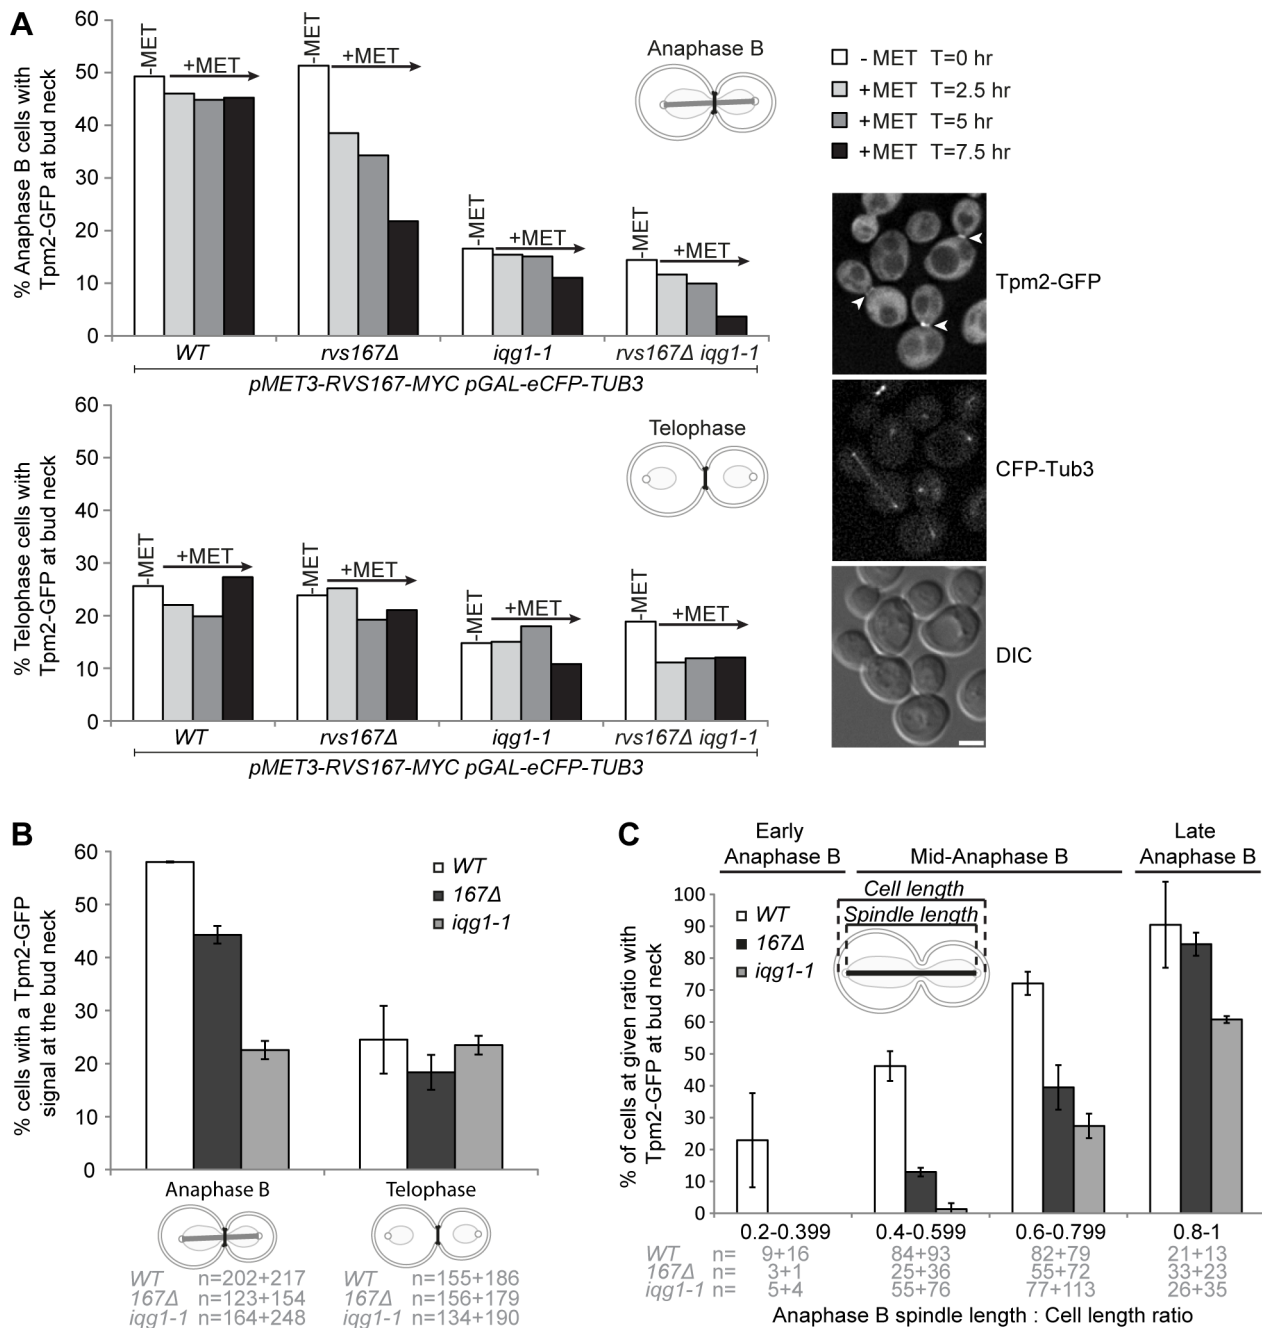 A
% Anaphase B cells with
Tpm2-GFP at bud neck
60
50
40
30
20
10
0
-MET
+MET
-MET
+MET
-MET
+MET
-MET
+MET
Anaphase B
WT
rvs167Δ
iqg1-1
rvs167Δ iqg1-1
pMET3-RVS167-MYC pGAL-eCFP-TUB3
- MET T=0 hr
+MET T=2.5 hr
+MET T=5 hr
+MET T=7.5 hr
Tpm2-GFP
CFP-Tub3
DIC
% Telophase cells with
Tpm2-GFP at bud neck
60
50
40
30
20
10
0
-MET
+MET
-MET
+MET
-MET
+MET
-MET
+MET
Telophase
WT
rvs167Δ
iqg1-1
rvs167Δ iqg1-1
pMET3-RVS167-MYC pGAL-eCFP-TUB3
B
% cells with a Tpm2-GFP
signal at the bud neck
60
50
40
30
20
10
0
WT
167Δ
iqg1-1
Anaphase B
Telophase
WT n=202+217
167Δ n=123+154
iqg1-1 n=164+248
WT n=155+186
167Δ n=156+179
iqg1-1 n=134+190
C
Early
Anaphase B
Mid-Anaphase B
Late
Anaphase B
% of cells at given ratio with
Tpm2-GFP at bud neck
100
90
80
70
60
50
40
30
20
10
0
WT
167Δ
iqg1-1
Cell length
Spindle length
0.2-0.399 0.4-0.599 0.6-0.799 0.8-1
WT n= 9+16 84+93 82+79 21+13
167Δ n= 3+1 25+36 55+72 33+23
iqg1-1 n= 5+4 55+76 77+113 26+35
Anaphase B spindle length : Cell length ratio